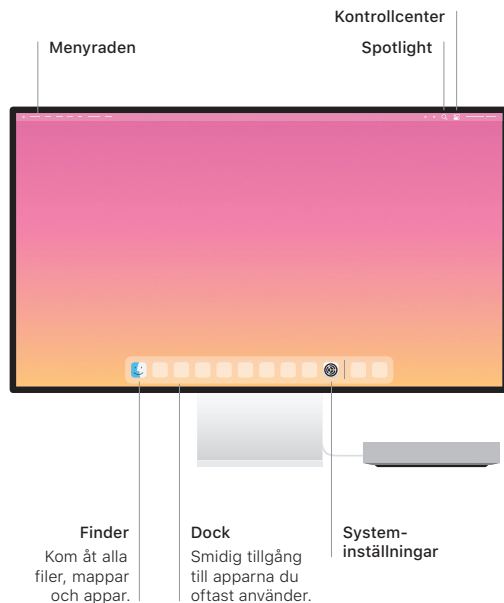 Kontrollcenter
Menyraden
Spotlight
Finder
Kom åt alla
filer, mappar
och appar.
Dock
Smidig tillgång
till apparna du
oftast använder.
System-
inställningar